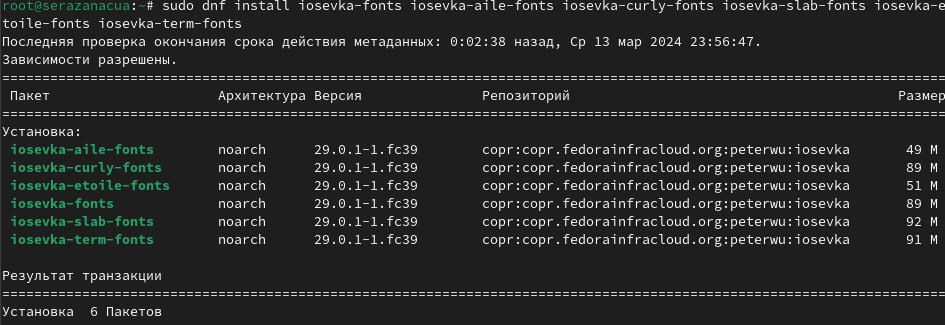 root@serazanacua:~# sudo dnf install iosevka-fonts iosevka-aile-fonts iosevka-curly-fonts iosevka-slab-fonts iosevka-e
toile-fonts iosevka-term-fonts
Последняя проверка окончания срока действия метаданных: 0:02:38 назад, Ср 13 мар 2024 23:56:47.
Зависимости разрешены.
Пакет Архитектура Версия Репозиторий Размер
Установка:
iosevka-aile-fonts noarch 29.0.1-1.fc39 copr:copr.fedorainfracloud.org:peterwu:iosevka 49 M
iosevka-curly-fonts noarch 29.0.1-1.fc39 copr:copr.fedorainfracloud.org:peterwu:iosevka 89 M
iosevka-etoile-fonts noarch 29.0.1-1.fc39 copr:copr.fedorainfracloud.org:peterwu:iosevka 51 M
iosevka-fonts noarch 29.0.1-1.fc39 copr:copr.fedorainfracloud.org:peterwu:iosevka 89 M
iosevka-slab-fonts noarch 29.0.1-1.fc39 copr:copr.fedorainfracloud.org:peterwu:iosevka 92 M
iosevka-term-fonts noarch 29.0.1-1.fc39 copr:copr.fedorainfracloud.org:peterwu:iosevka 91 M
Результат транзакции
Установка 6 Пакетов